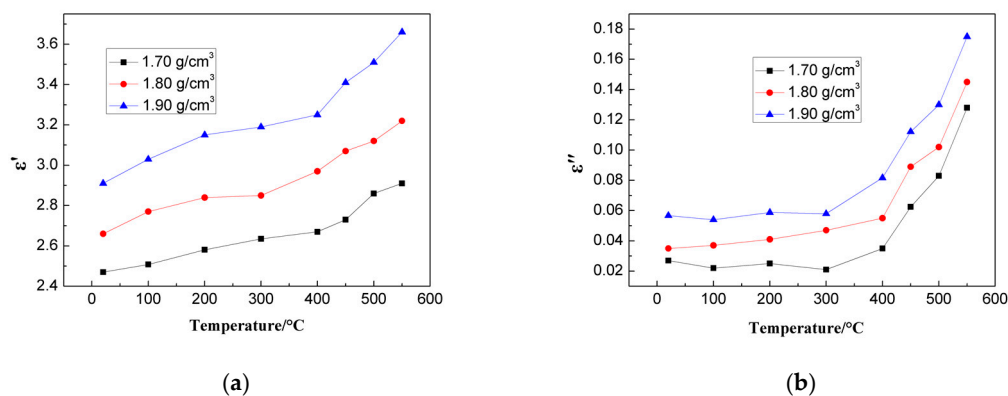 3.6
3.4
3.2
3.0
2.8
2.6
2.4
ε'
1.70 g/cm³
1.80 g/cm³
1.90 g/cm³
0 100 200 300 400 500 600
Temperature/°C
(a)
0.18
0.16
0.14
0.12
0.10
0.08
0.06
0.04
0.02
ε''
1.70 g/cm³
1.80 g/cm³
1.90 g/cm³
0 100 200 300 400 500 600
Temperature/°C
(b)